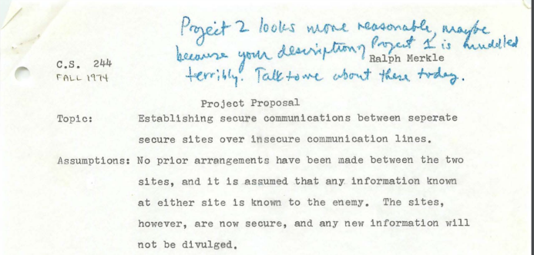 Project 2 looks more reasonable, maybe
because your description of Project 1 is muddled
terribly. Talk to me about these today.
Ralph Merkle
C.S. 244
FALL 1974
Project Proposal
Topic: Establishing secure communications between seperate
secure sites over insecure communication lines.
Assumptions: No prior arrangements have been made between the two
sites, and it is assumed that any information known
at either site is known to the enemy. The sites,
however, are now secure, and any new information will
not be divulged.